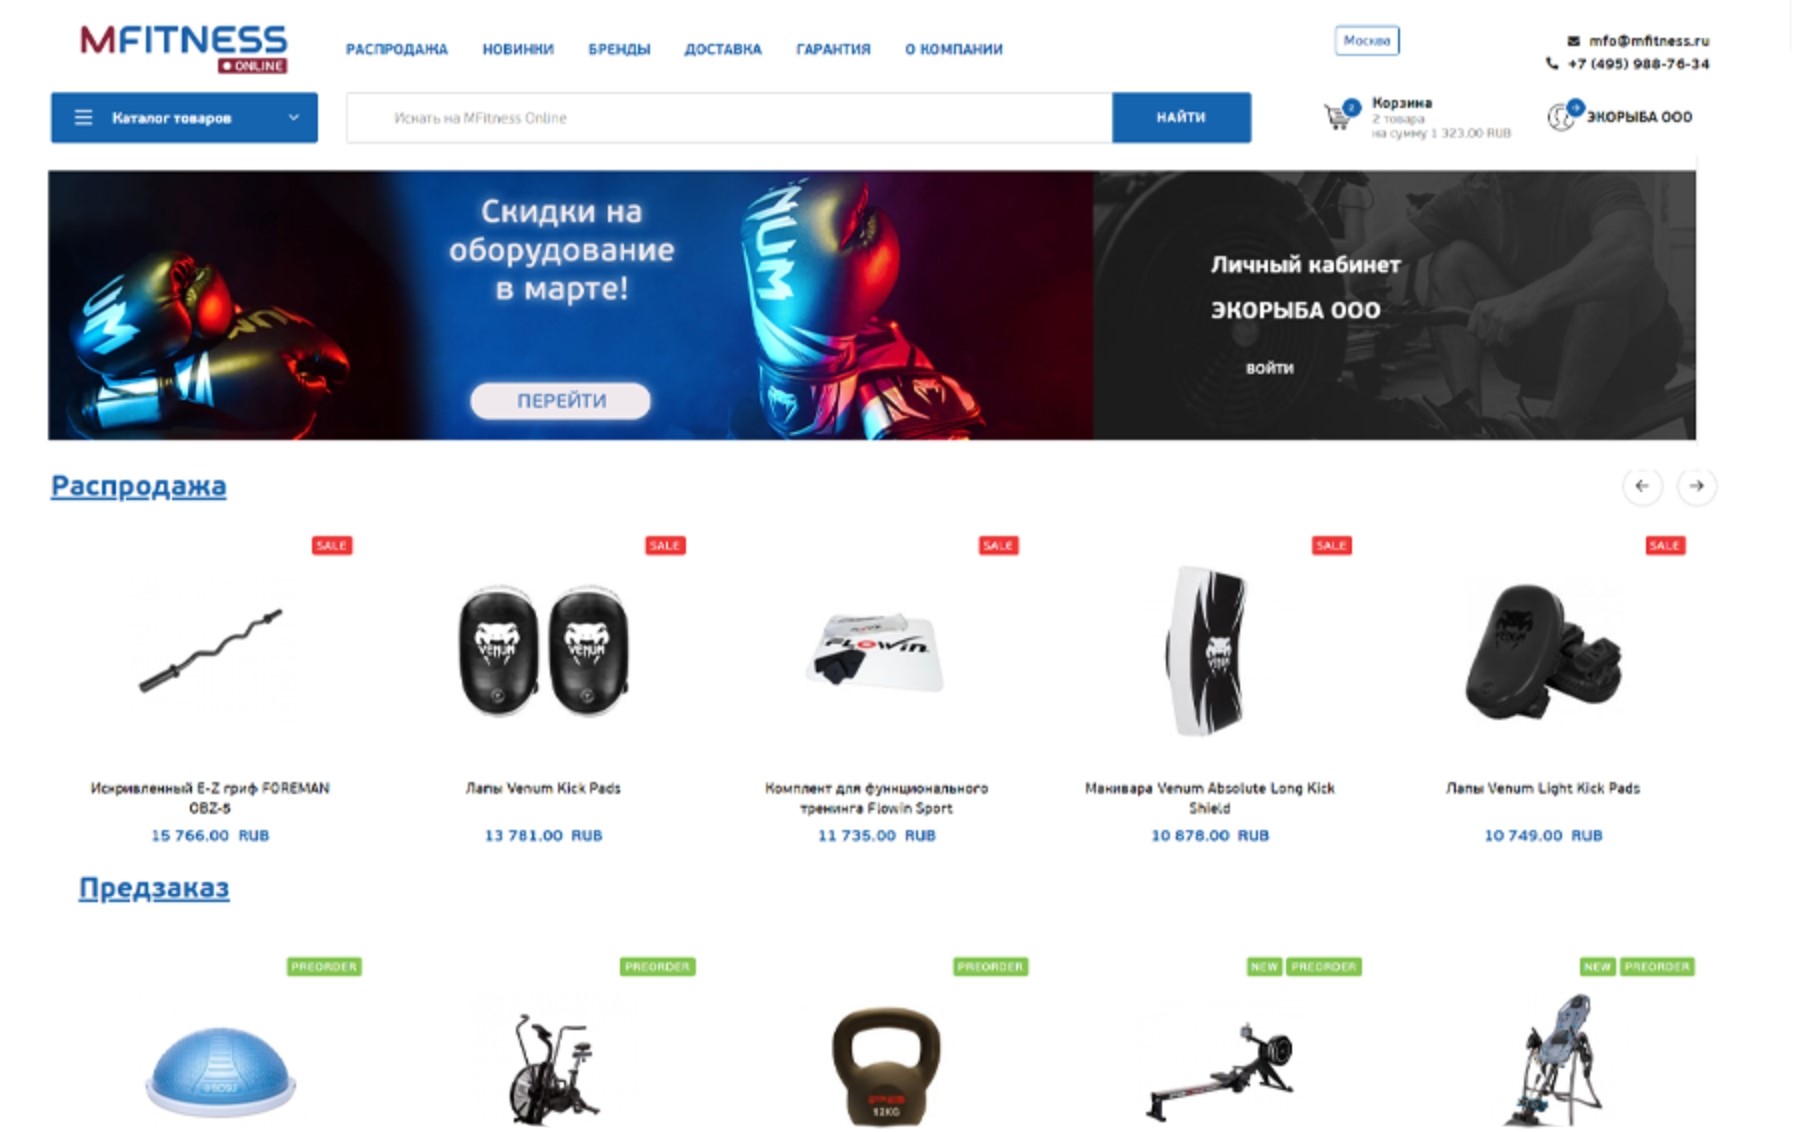 MFITNESS
ONLINE
РАСПРОДАЖА НОВИНКИ БРЕНДЫ ДОСТАВКА ГАРАНТИЯ О КОМПАНИИ
Москва
mfo@mfitness.ru
+7 (495) 988-76-34
Каталог товаров
Искать на MFitness Online
НАЙТИ
2
Корзина
2 товара
на сумму 1 323.00 RUB
ЭКОРЫБА ООО
Скидки на
оборудование
в марте!
ПЕРЕЙТИ
Личный кабинет
ЭКОРЫБА ООО
ВОЙТИ
Распродажа
SALE SALE SALE SALE SALE
VENUM VENUM
FLOWIN
VENUM
Искривленный E-Z гриф FOREMAN
OBZ-5
15 766.00 RUB
Лапы Venum Kick Pads
13 781.00 RUB
Комплект для функционального
тренинга Flowin Sport
11 735.00 RUB
Макивара Venum Absolute Long Kick
Shield
10 878.00 RUB
Лапы Venum Light Kick Pads
10 749.00 RUB
Предзаказ
PREORDER PREORDER PREORDER NEW PREORDER NEW PREORDER
12KG